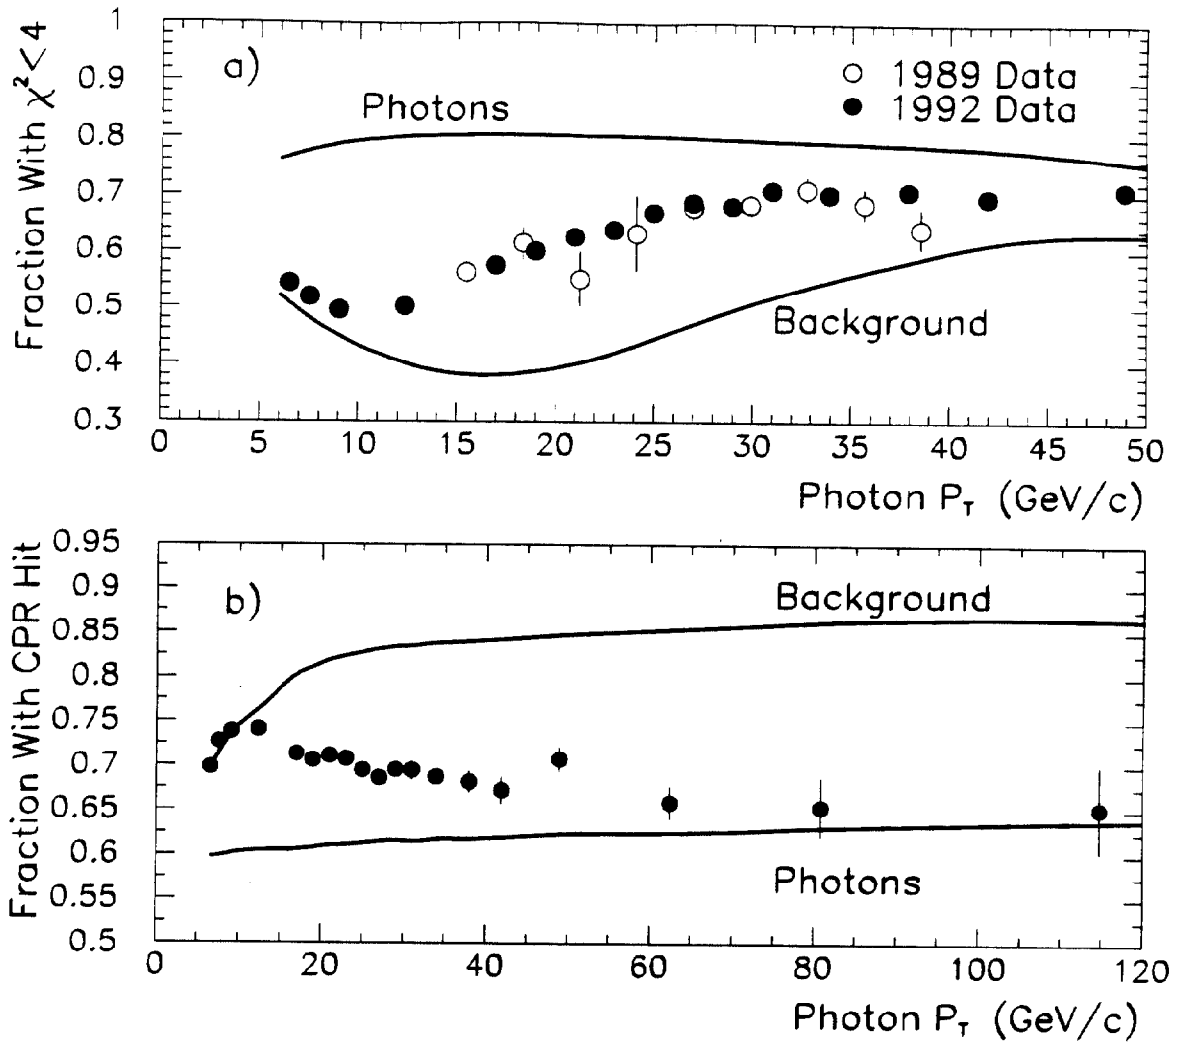 a)
1989 Data
1992 Data
Photons
Background
Fraction With χ²<4
1
0.9
0.8
0.7
0.6
0.5
0.4
0.3
0 5 10 15 20 25 30 35 40 45 50
Photon P_T (GeV/c)
b)
Background
Photons
Fraction With CPR Hit
0.95
0.9
0.85
0.8
0.75
0.7
0.65
0.6
0.55
0.5
0 20 40 60 80 100 120
Photon P_T (GeV/c)